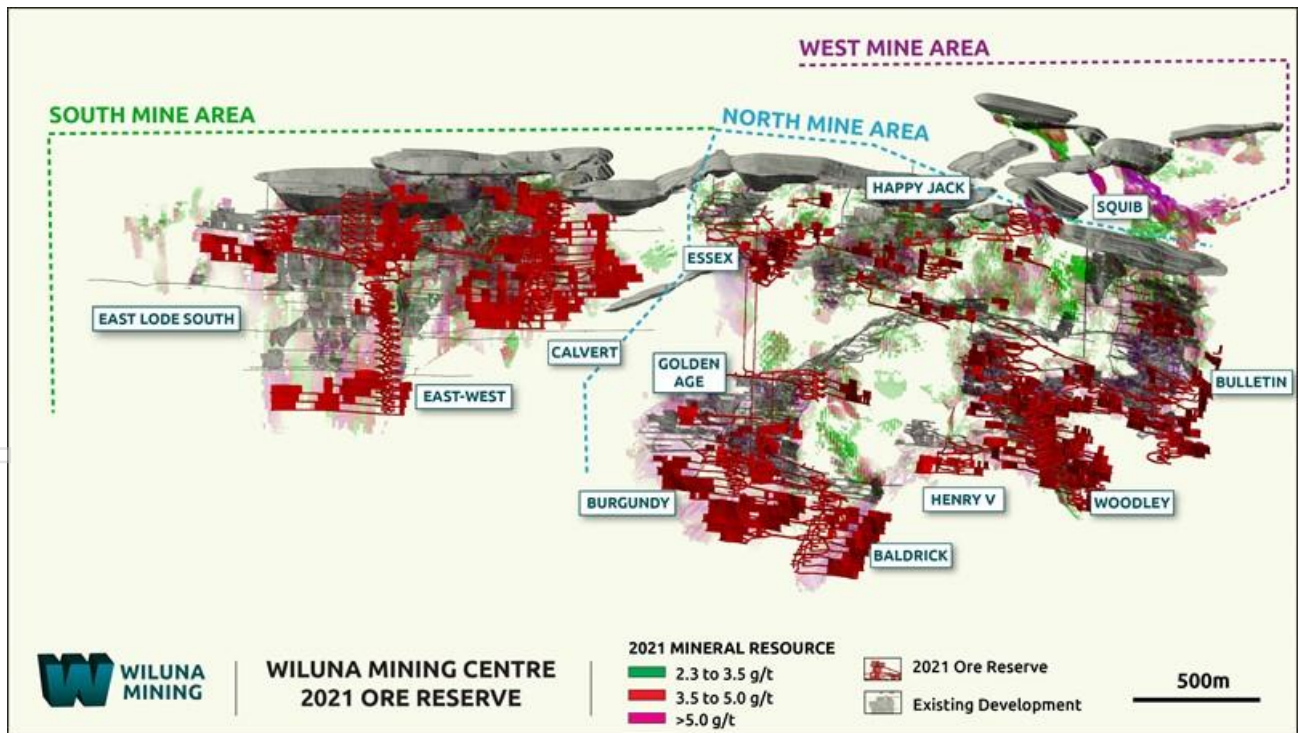 WEST MINE AREA
SOUTH MINE AREA
NORTH MINE AREA
HAPPY JACK
SQUIB
ESSEX
EAST LODE SOUTH
CALVERT
GOLDEN
AGE
BULLETIN
EAST-WEST
BURGUNDY
HENRY V
WOODLEY
BALDRICK
WILUNA
MINING
WILUNA MINING CENTRE
2021 ORE RESERVE
2021 MINERAL RESOURCE
2.3 to 3.5 g/t
3.5 to 5.0 g/t
>5.0 g/t
2021 Ore Reserve
Existing Development
500m